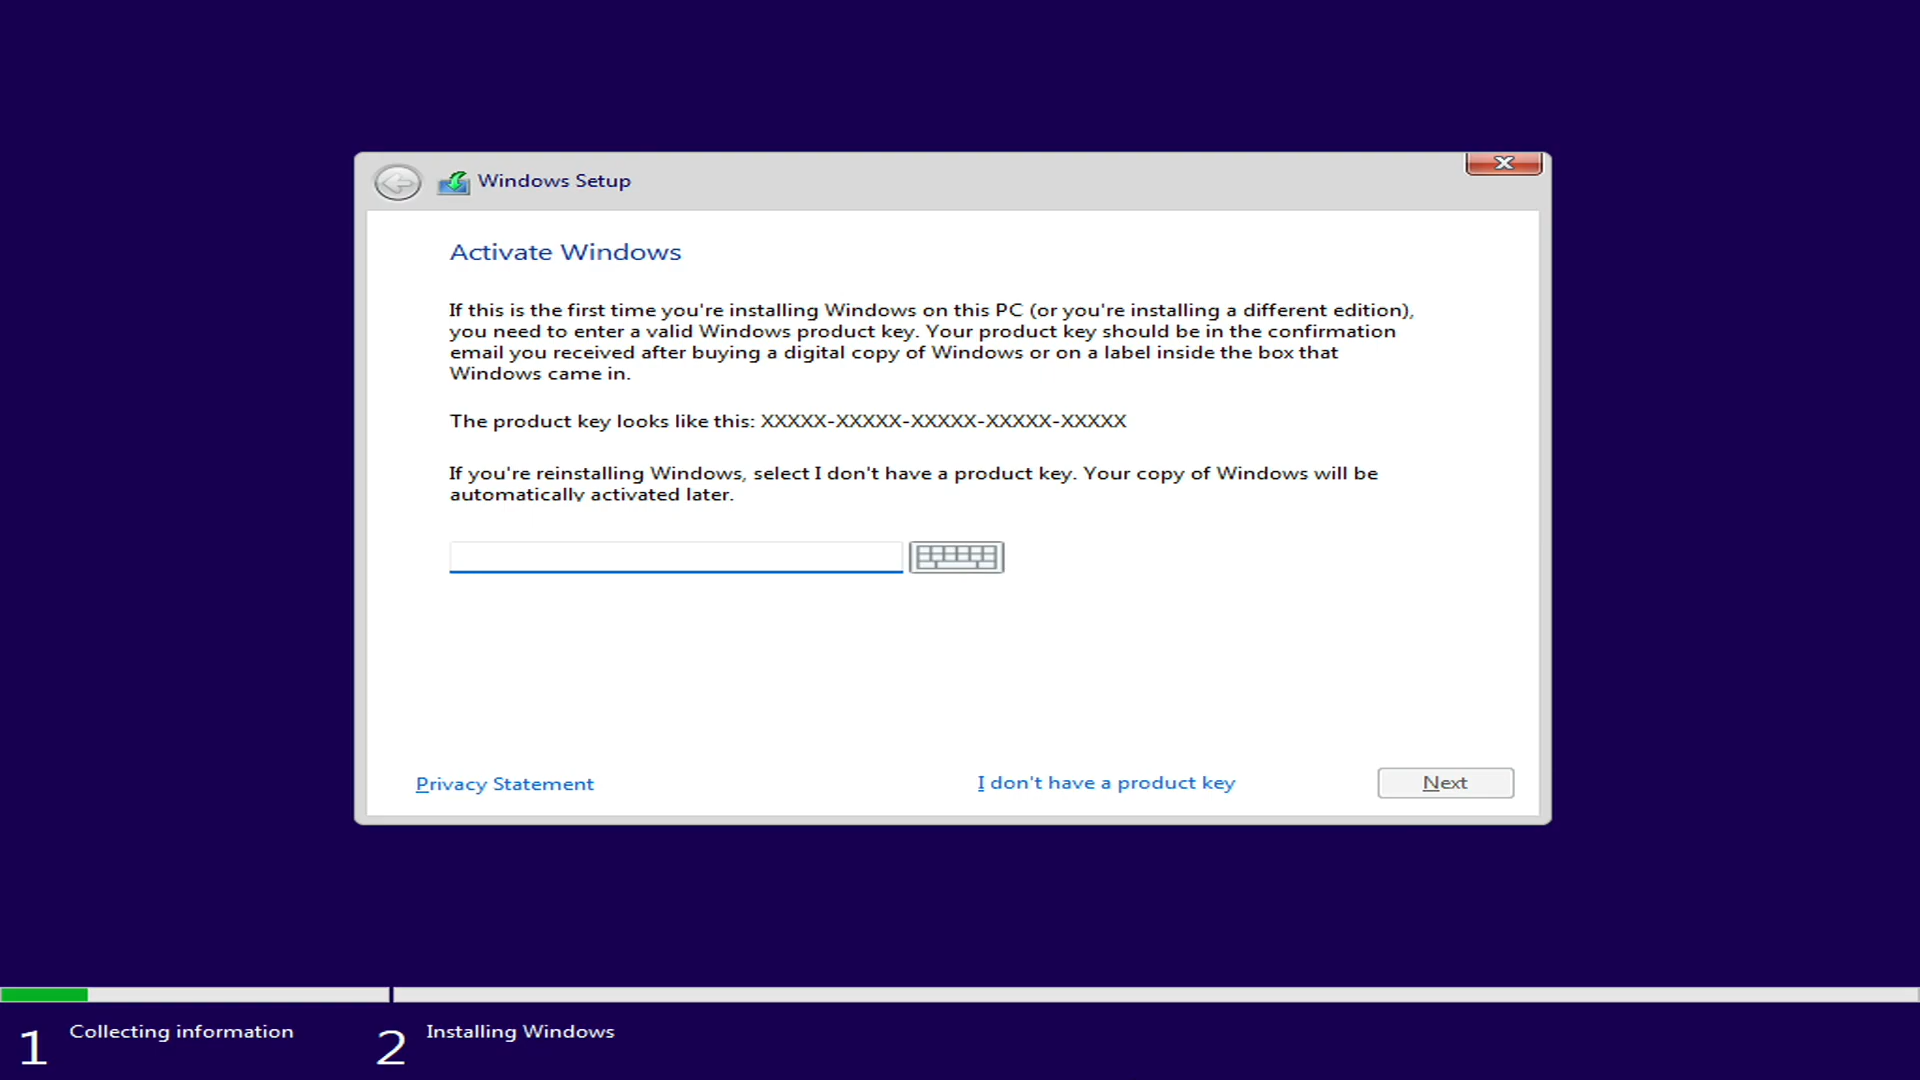 Windows Setup
Activate Windows
If this is the first time you're installing Windows on this PC (or you're installing a different edition),
you need to enter a valid Windows product key. Your product key should be in the confirmation
email you received after buying a digital copy of Windows or on a label inside the box that
Windows came in.
The product key looks like this: XXXXX-XXXXX-XXXXX-XXXXX-XXXXX
If you're reinstalling Windows, select I don't have a product key. Your copy of Windows will be
automatically activated later.
Privacy Statement
I don't have a product key
Next
1 Collecting information
2 Installing Windows